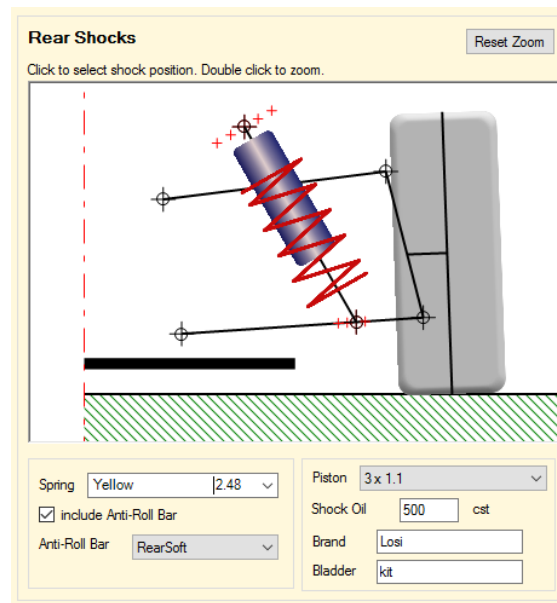 Rear Shocks
Reset Zoom
Click to select shock position. Double click to zoom.
Spring Yellow 2.48
include Anti-Roll Bar
Anti-Roll Bar RearSoft
Piston 3 x 1.1
Shock Oil 500 cst
Brand Losi
Bladder kit